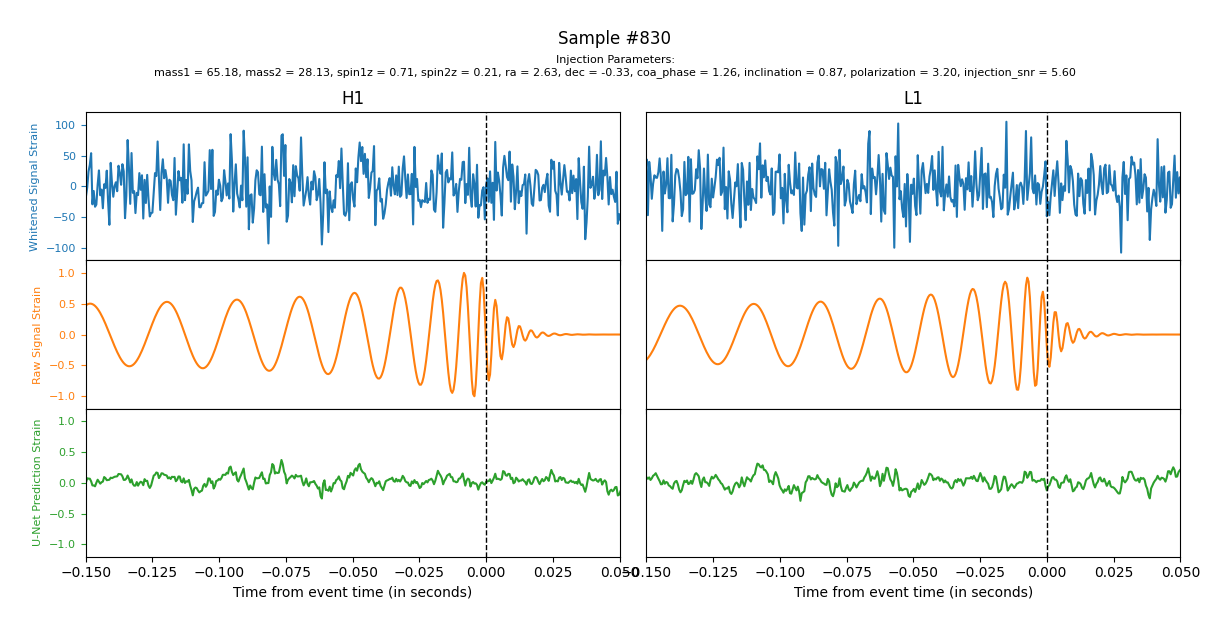 Sample #830
Injection Parameters:
mass1 = 65.18, mass2 = 28.13, spin1z = 0.71, spin2z = 0.21, ra = 2.63, dec = -0.33, coa_phase = 1.26, inclination = 0.87, polarization = 3.20, injection_snr = 5.60
H1
L1
Whitened Signal Strain
100
50
0
−50
−100
Raw Signal Strain
1.0
0.5
0.0
−0.5
−1.0
U-Net Prediction Strain
1.0
0.5
0.0
−0.5
−1.0
−0.150 −0.125 −0.100 −0.075 −0.050 −0.025 0.000 0.025 0.050
−0.150 −0.125 −0.100 −0.075 −0.050 −0.025 0.000 0.025 0.050
Time from event time (in seconds)
Time from event time (in seconds)